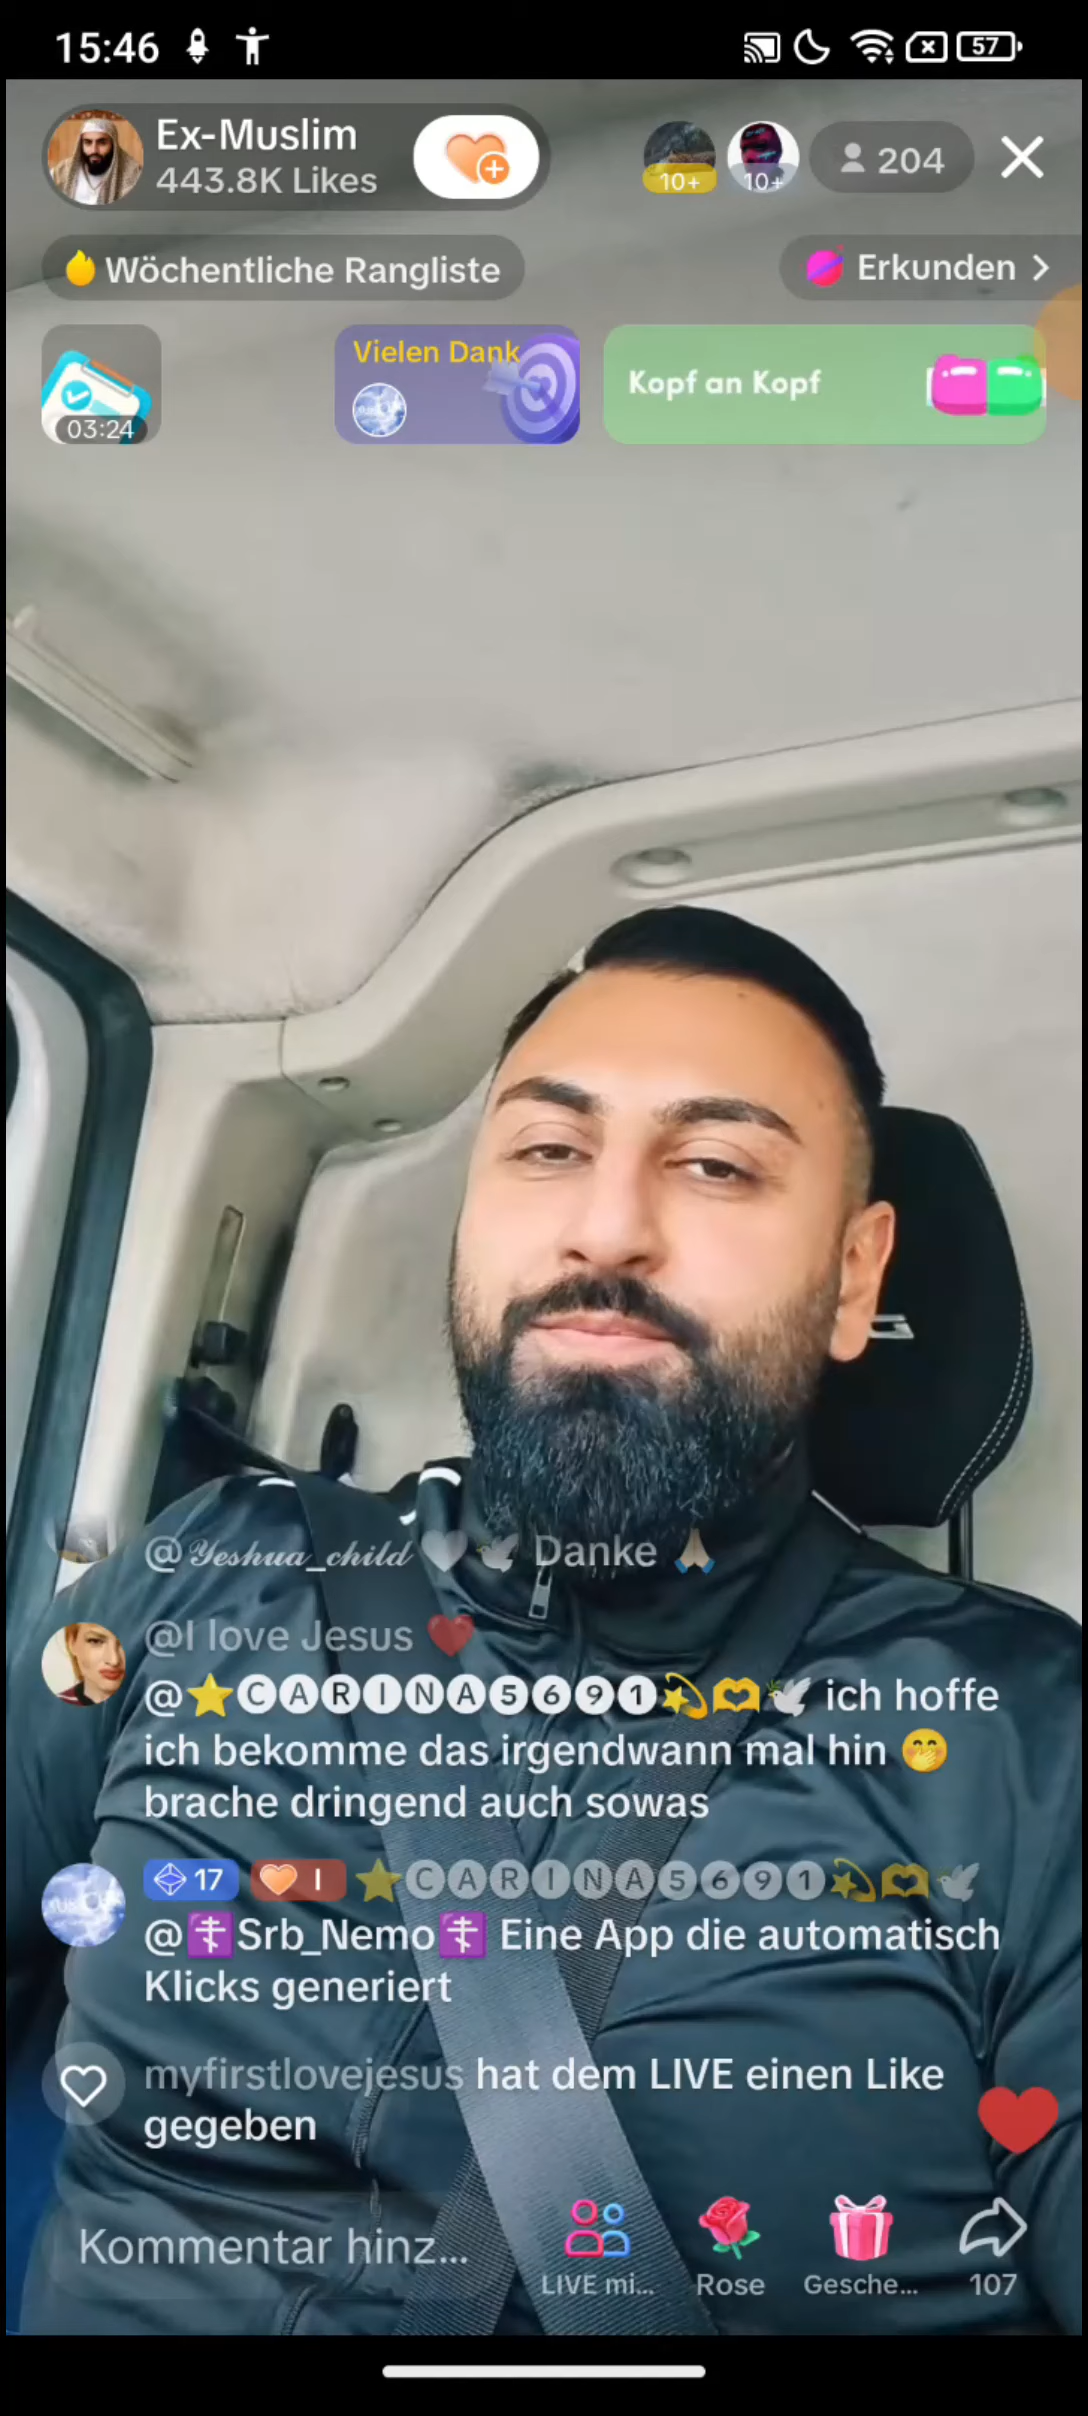 15:46
57
Ex-Muslim
443.8K Likes
10+
10+
204
Wöchentliche Rangliste
Erkunden >
03:24
Vielen Dank
Kopf an Kopf
@𝒴eshua_child🤍🕊️ Danke 🙏🏼
@I love Jesus ❤️
@⭐🅒🅐🅡🅘🅝🅐❺❻❾❶💫🫶🕊️ ich hoffe
ich bekomme das irgendwann mal hin 🤭
brache dringend auch sowas
17 🧡 I ⭐🅒🅐🅡🅘🅝🅐❺❻❾❶💫🫶🕊️
@☦️Srb_Nemo☦️ Eine App die automatisch
Klicks generiert
myfirstlovejesus hat dem LIVE einen Like
gegeben
Kommentar hinz...
LIVE mi...
Rose
Gesche...
107